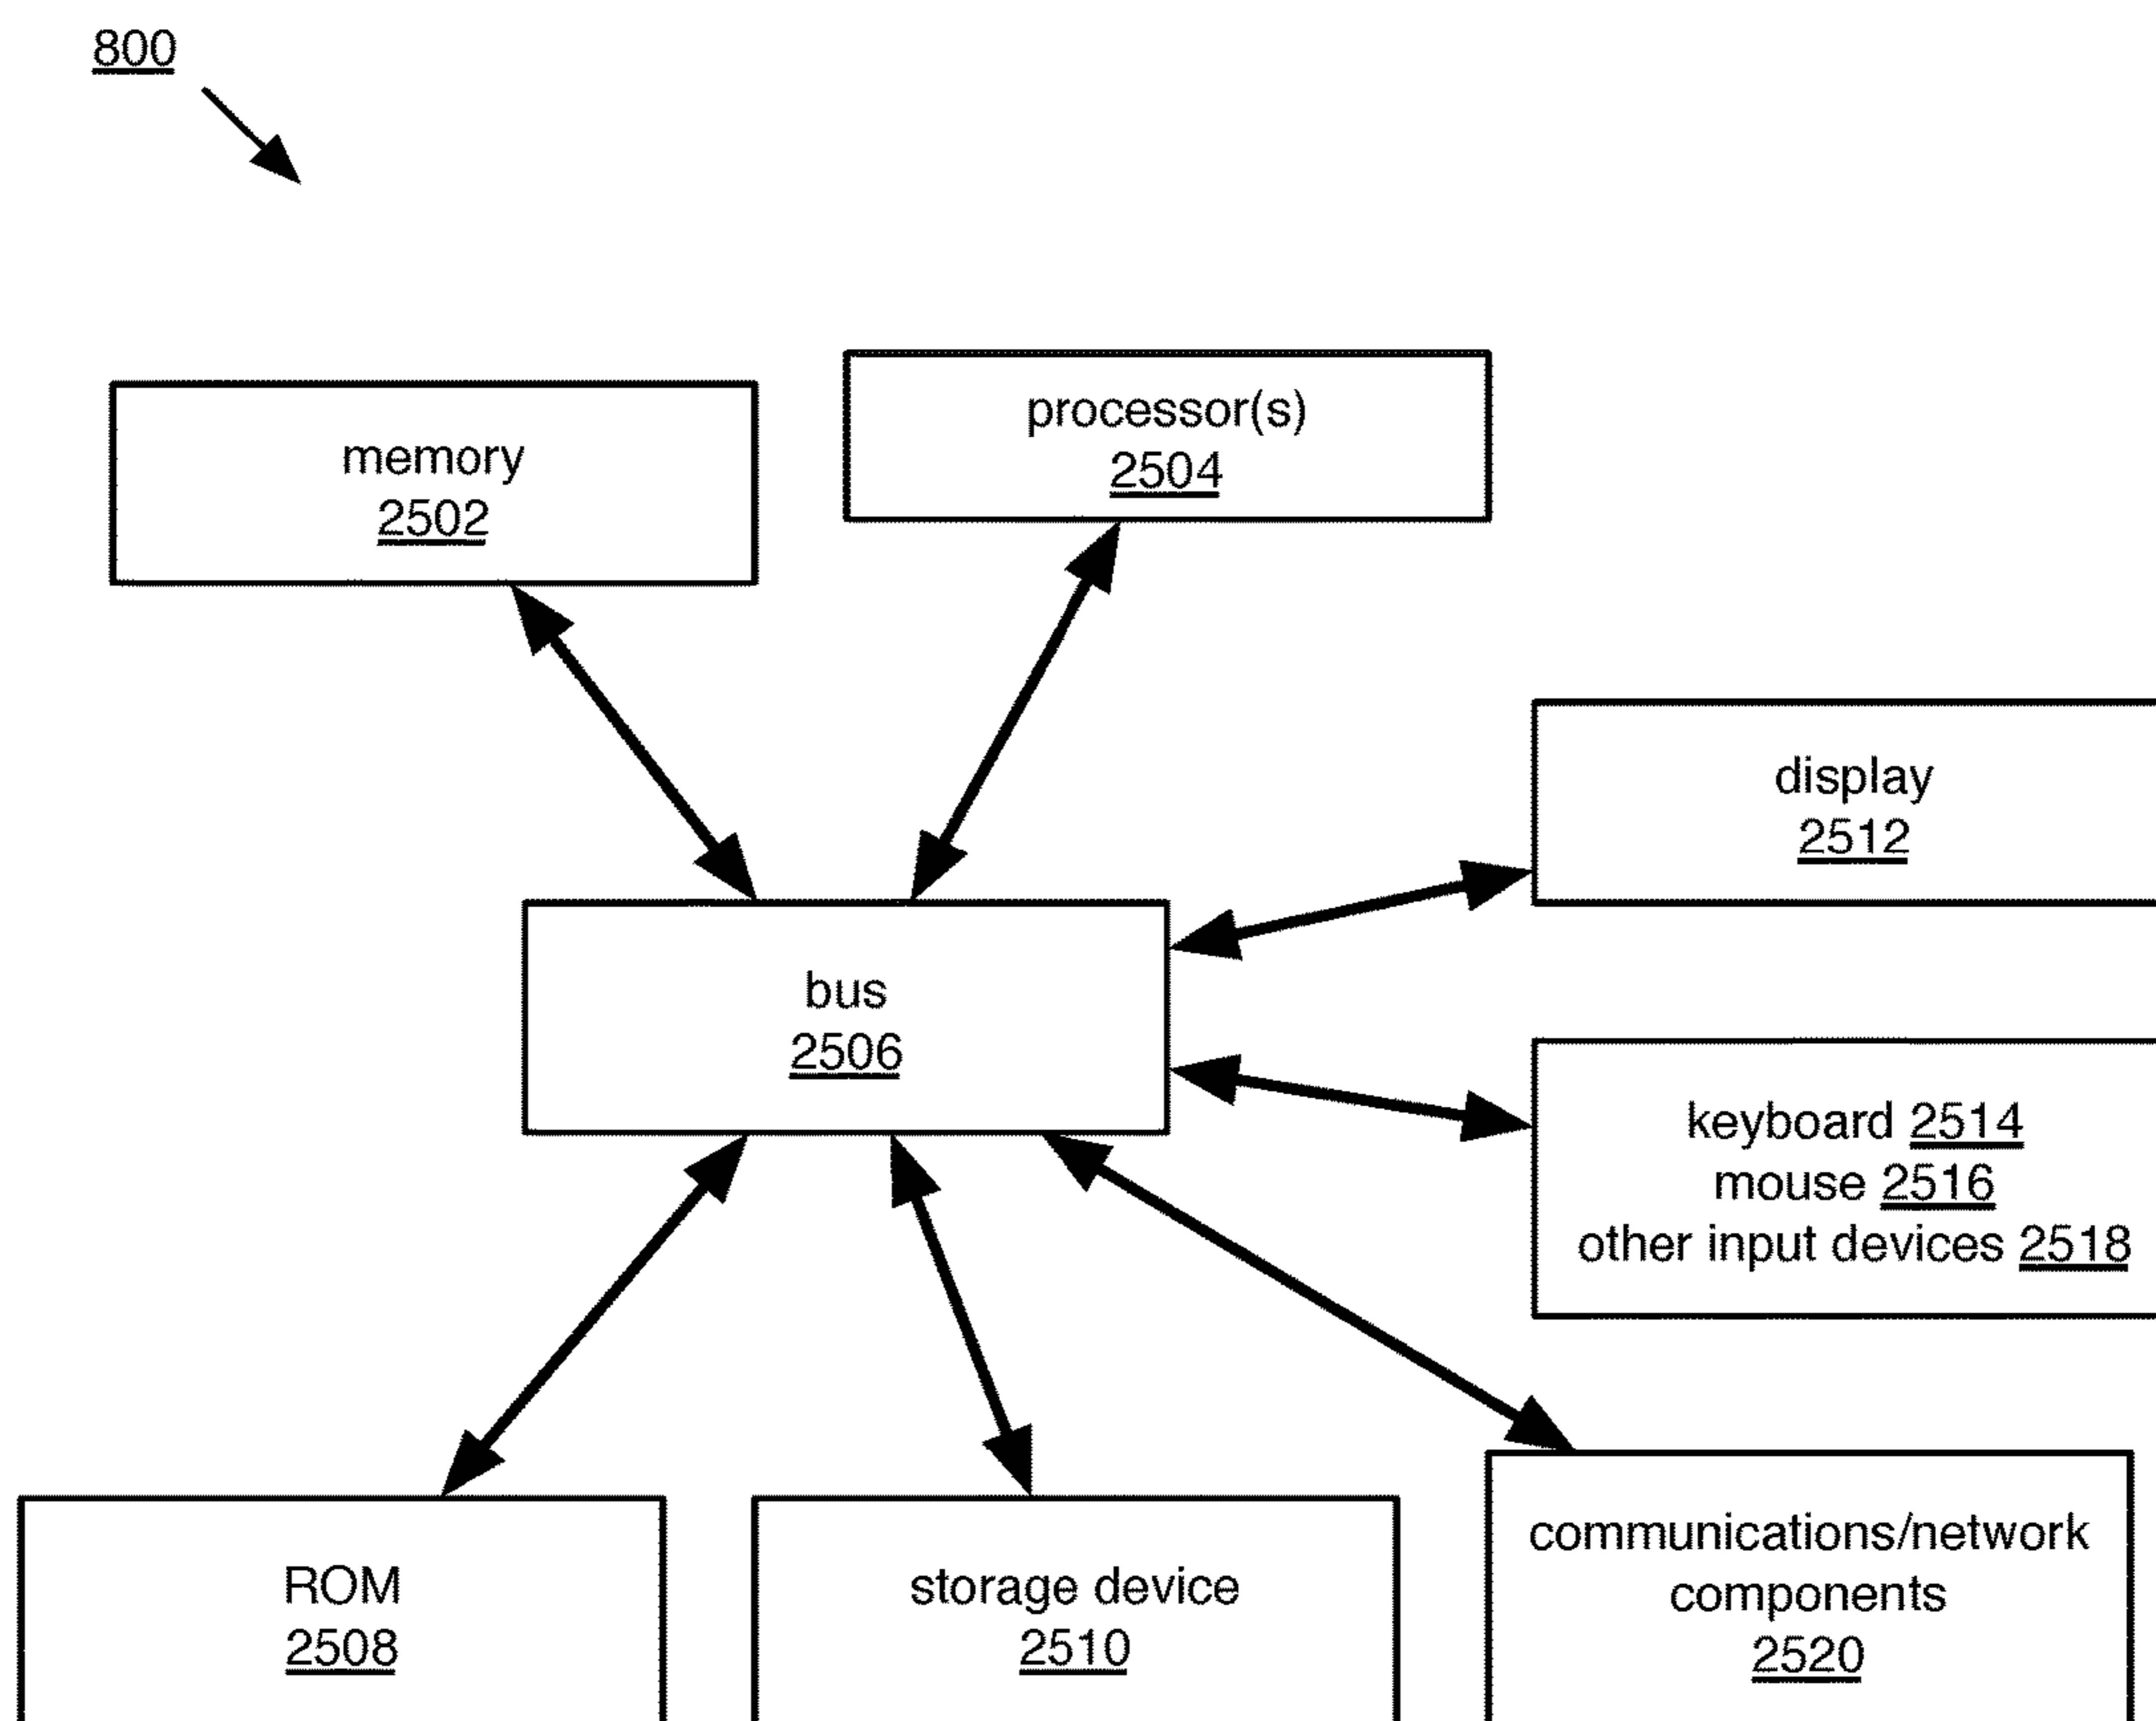 800
memory
2502
processor(s)
2504
display
2512
bus
2506
keyboard 2514
mouse 2516
other input devices 2518
ROM
2508
storage device
2510
communications/network
components
2520